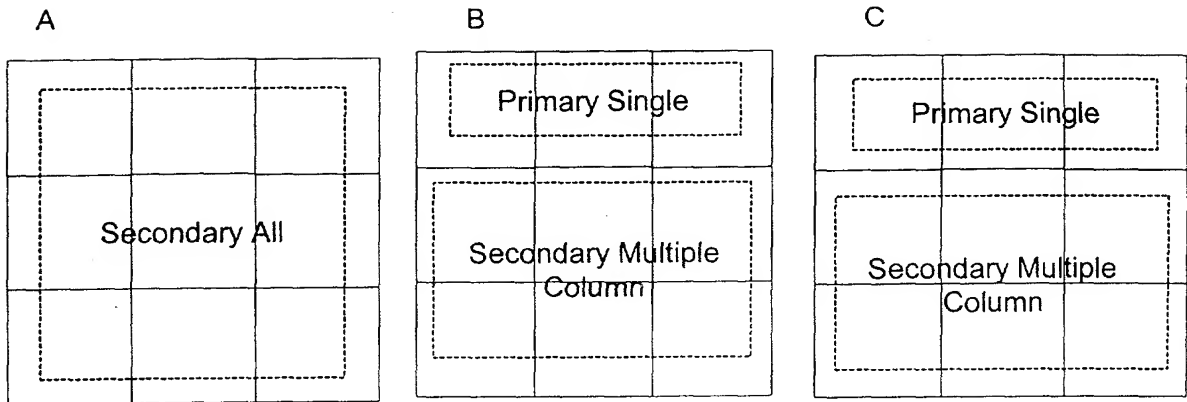 A
B
C
Secondary All
Primary Single
Secondary Multiple
Column
Primary Single
Secondary Multiple
Column